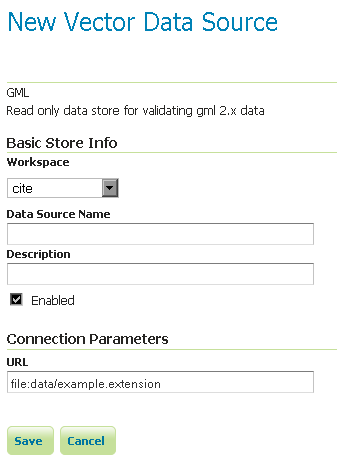 New Vector Data Source
GML
Read only data store for validating gml 2.x data
Basic Store Info
Workspace
cite
Data Source Name
Description
Enabled
Connection Parameters
URL
file:data/example.extension
Save Cancel